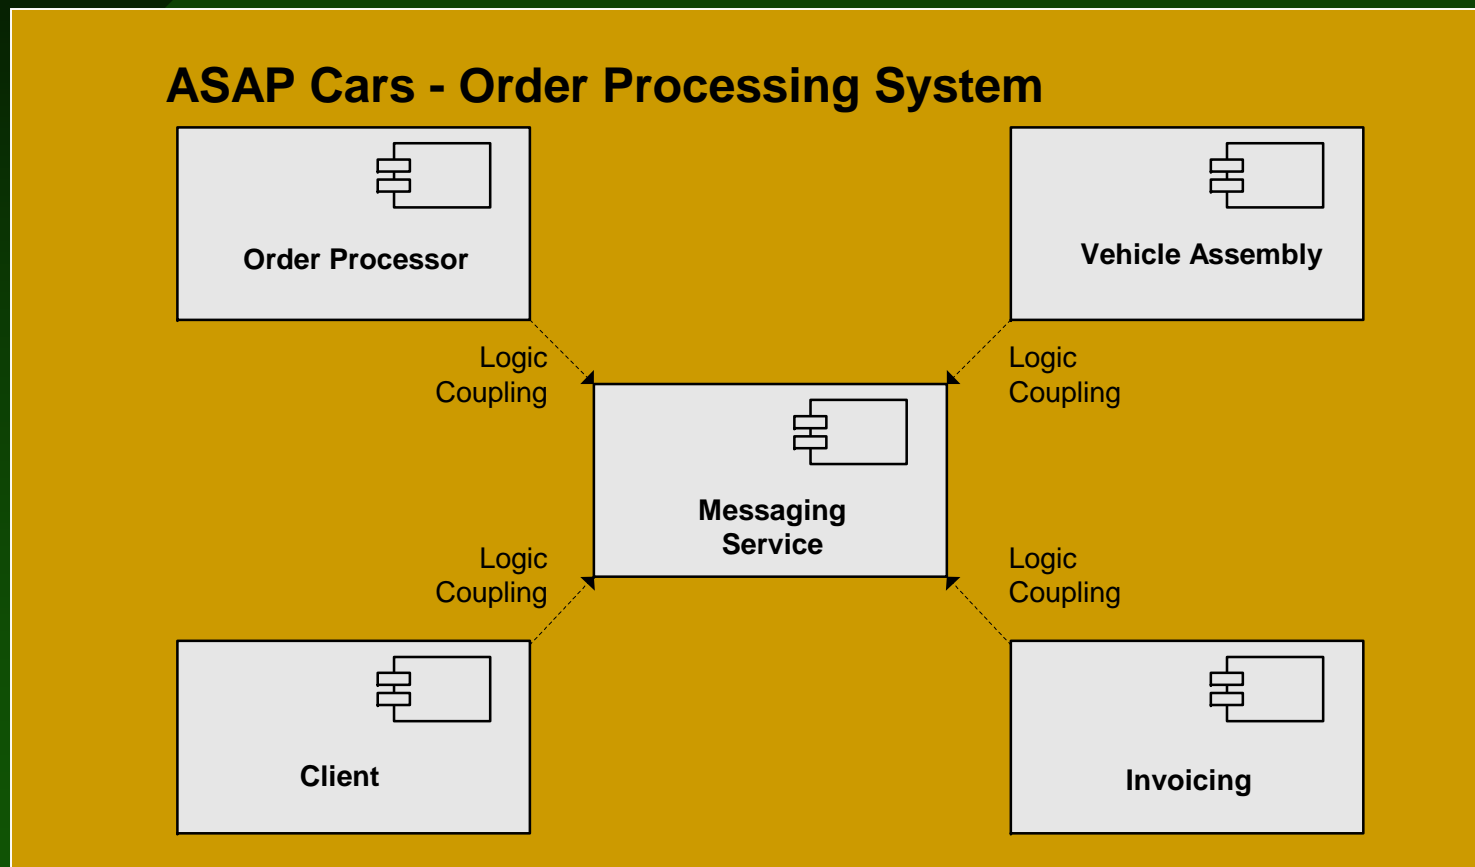 ASAP Cars - Order Processing System
Order Processor
Vehicle Assembly
Logic
Coupling
Logic
Coupling
Messaging
Service
Logic
Coupling
Logic
Coupling
Client
Invoicing